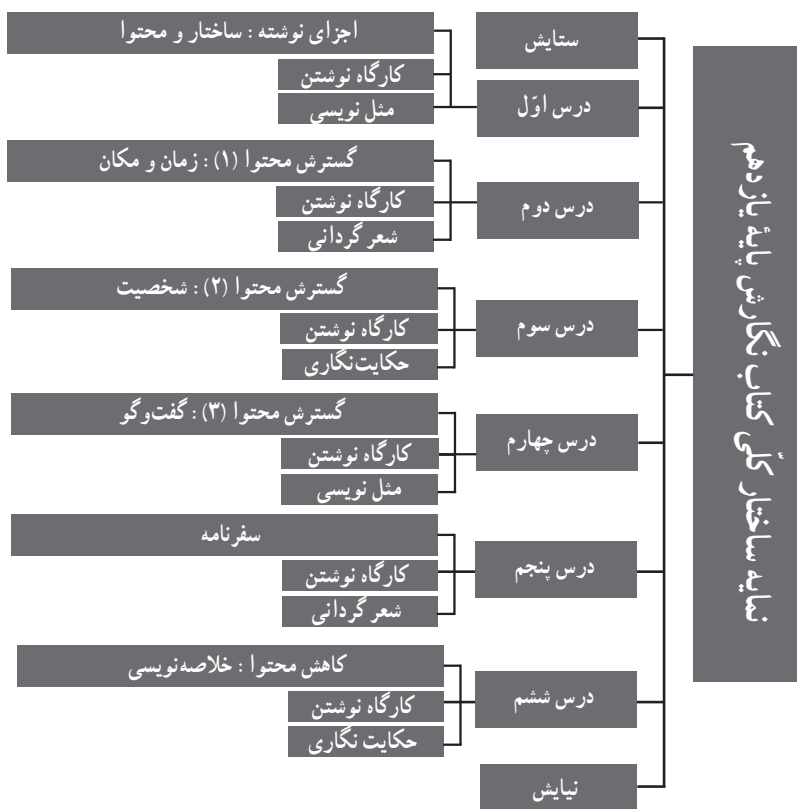 نمایه ساختار کلّی کتاب نگارش پایهٔ یازدهم
ستایش
درس اوّل
اجزای نوشته : ساختار و محتوا
کارگاه نوشتن
مثل نویسی
درس دوم
گسترش محتوا (۱) : زمان و مکان
کارگاه نوشتن
شعر گردانی
درس سوم
گسترش محتوا (۲) : شخصیت
کارگاه نوشتن
حکایت‌نگاری
درس چهارم
گسترش محتوا (۳) : گفت‌وگو
کارگاه نوشتن
مثل نویسی
درس پنجم
سفرنامه
کارگاه نوشتن
شعر گردانی
درس ششم
کاهش محتوا : خلاصه‌نویسی
کارگاه نوشتن
حکایت نگاری
نیایش